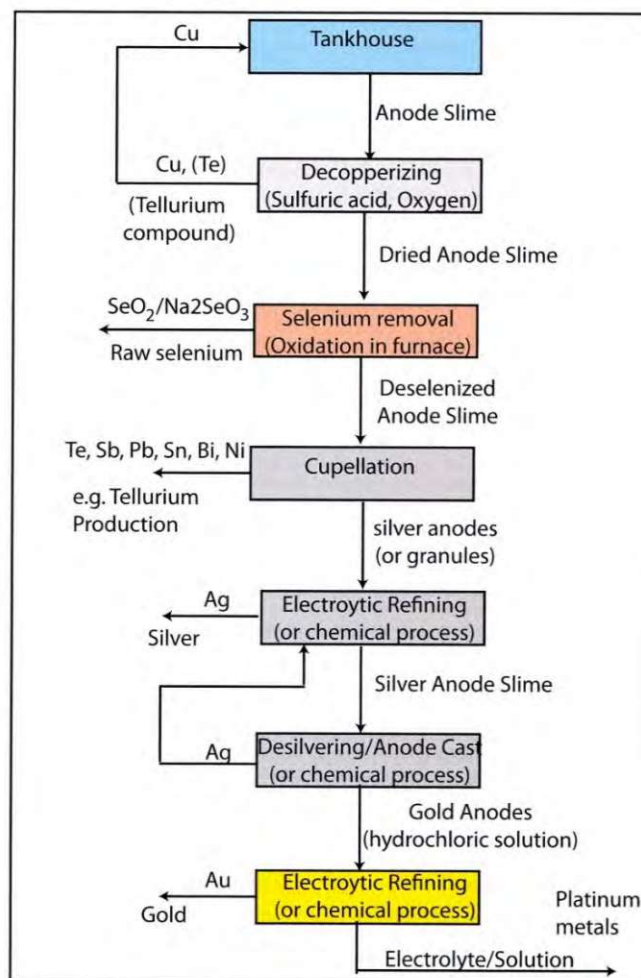 Cu
Tankhouse
Anode Slime
Cu, (Te)
(Tellurium
compound)
Decopperizing
(Sulfuric acid, Oxygen)
Dried Anode Slime
SeO2/Na2SeO3
Raw selenium
Selenium removal
(Oxidation in furnace)
Deselenized
Anode Slime
Te, Sb, Pb, Sn, Bi, Ni
e.g. Tellurium
Production
Cupellation
silver anodes
(or granules)
Ag
Silver
Electroytic Refining
(or chemical process)
Silver Anode Slime
Ag
Desilvering/Anode Cast
(or chemical process)
Gold Anodes
(hydrochloric solution)
Au
Gold
Electroytic Refining
(or chemical process)
Platinum
metals
Electrolyte/Solution